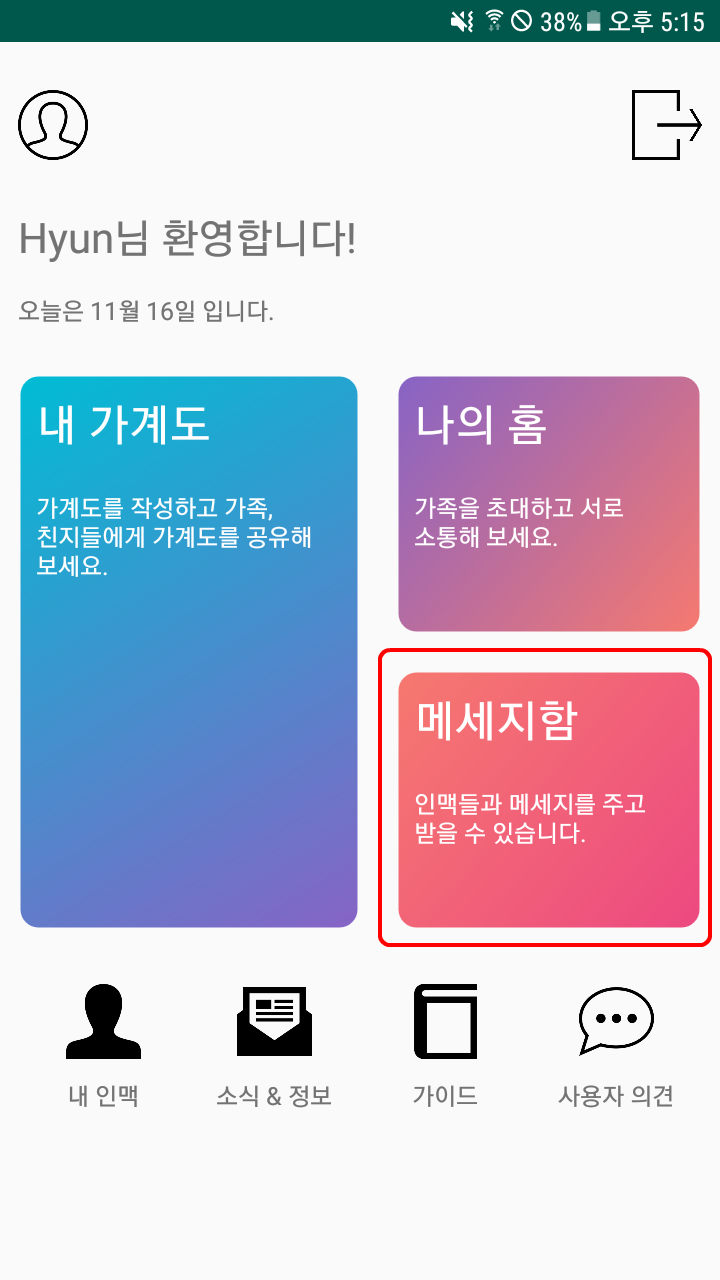 38% 오후 5:15
Hyun님 환영합니다!
오늘은 11월 16일 입니다.
내 가계도
가계도를 작성하고 가족,
친지들에게 가계도를 공유해
보세요.
나의 홈
가족을 초대하고 서로
소통해 보세요.
메세지함
인맥들과 메세지를 주고
받을 수 있습니다.
내 인맥
소식 & 정보
가이드
사용자 의견